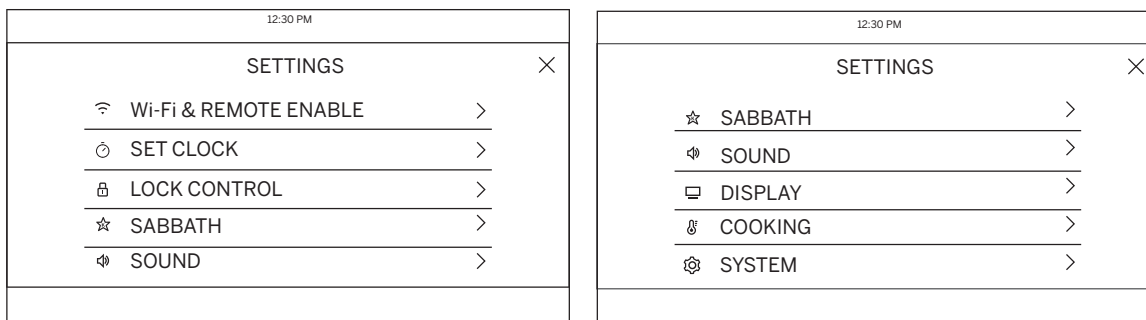 12:30 PM
SETTINGS
Wi-Fi & REMOTE ENABLE
SET CLOCK
LOCK CONTROL
SABBATH
SOUND
12:30 PM
SETTINGS
SABBATH
SOUND
DISPLAY
COOKING
SYSTEM